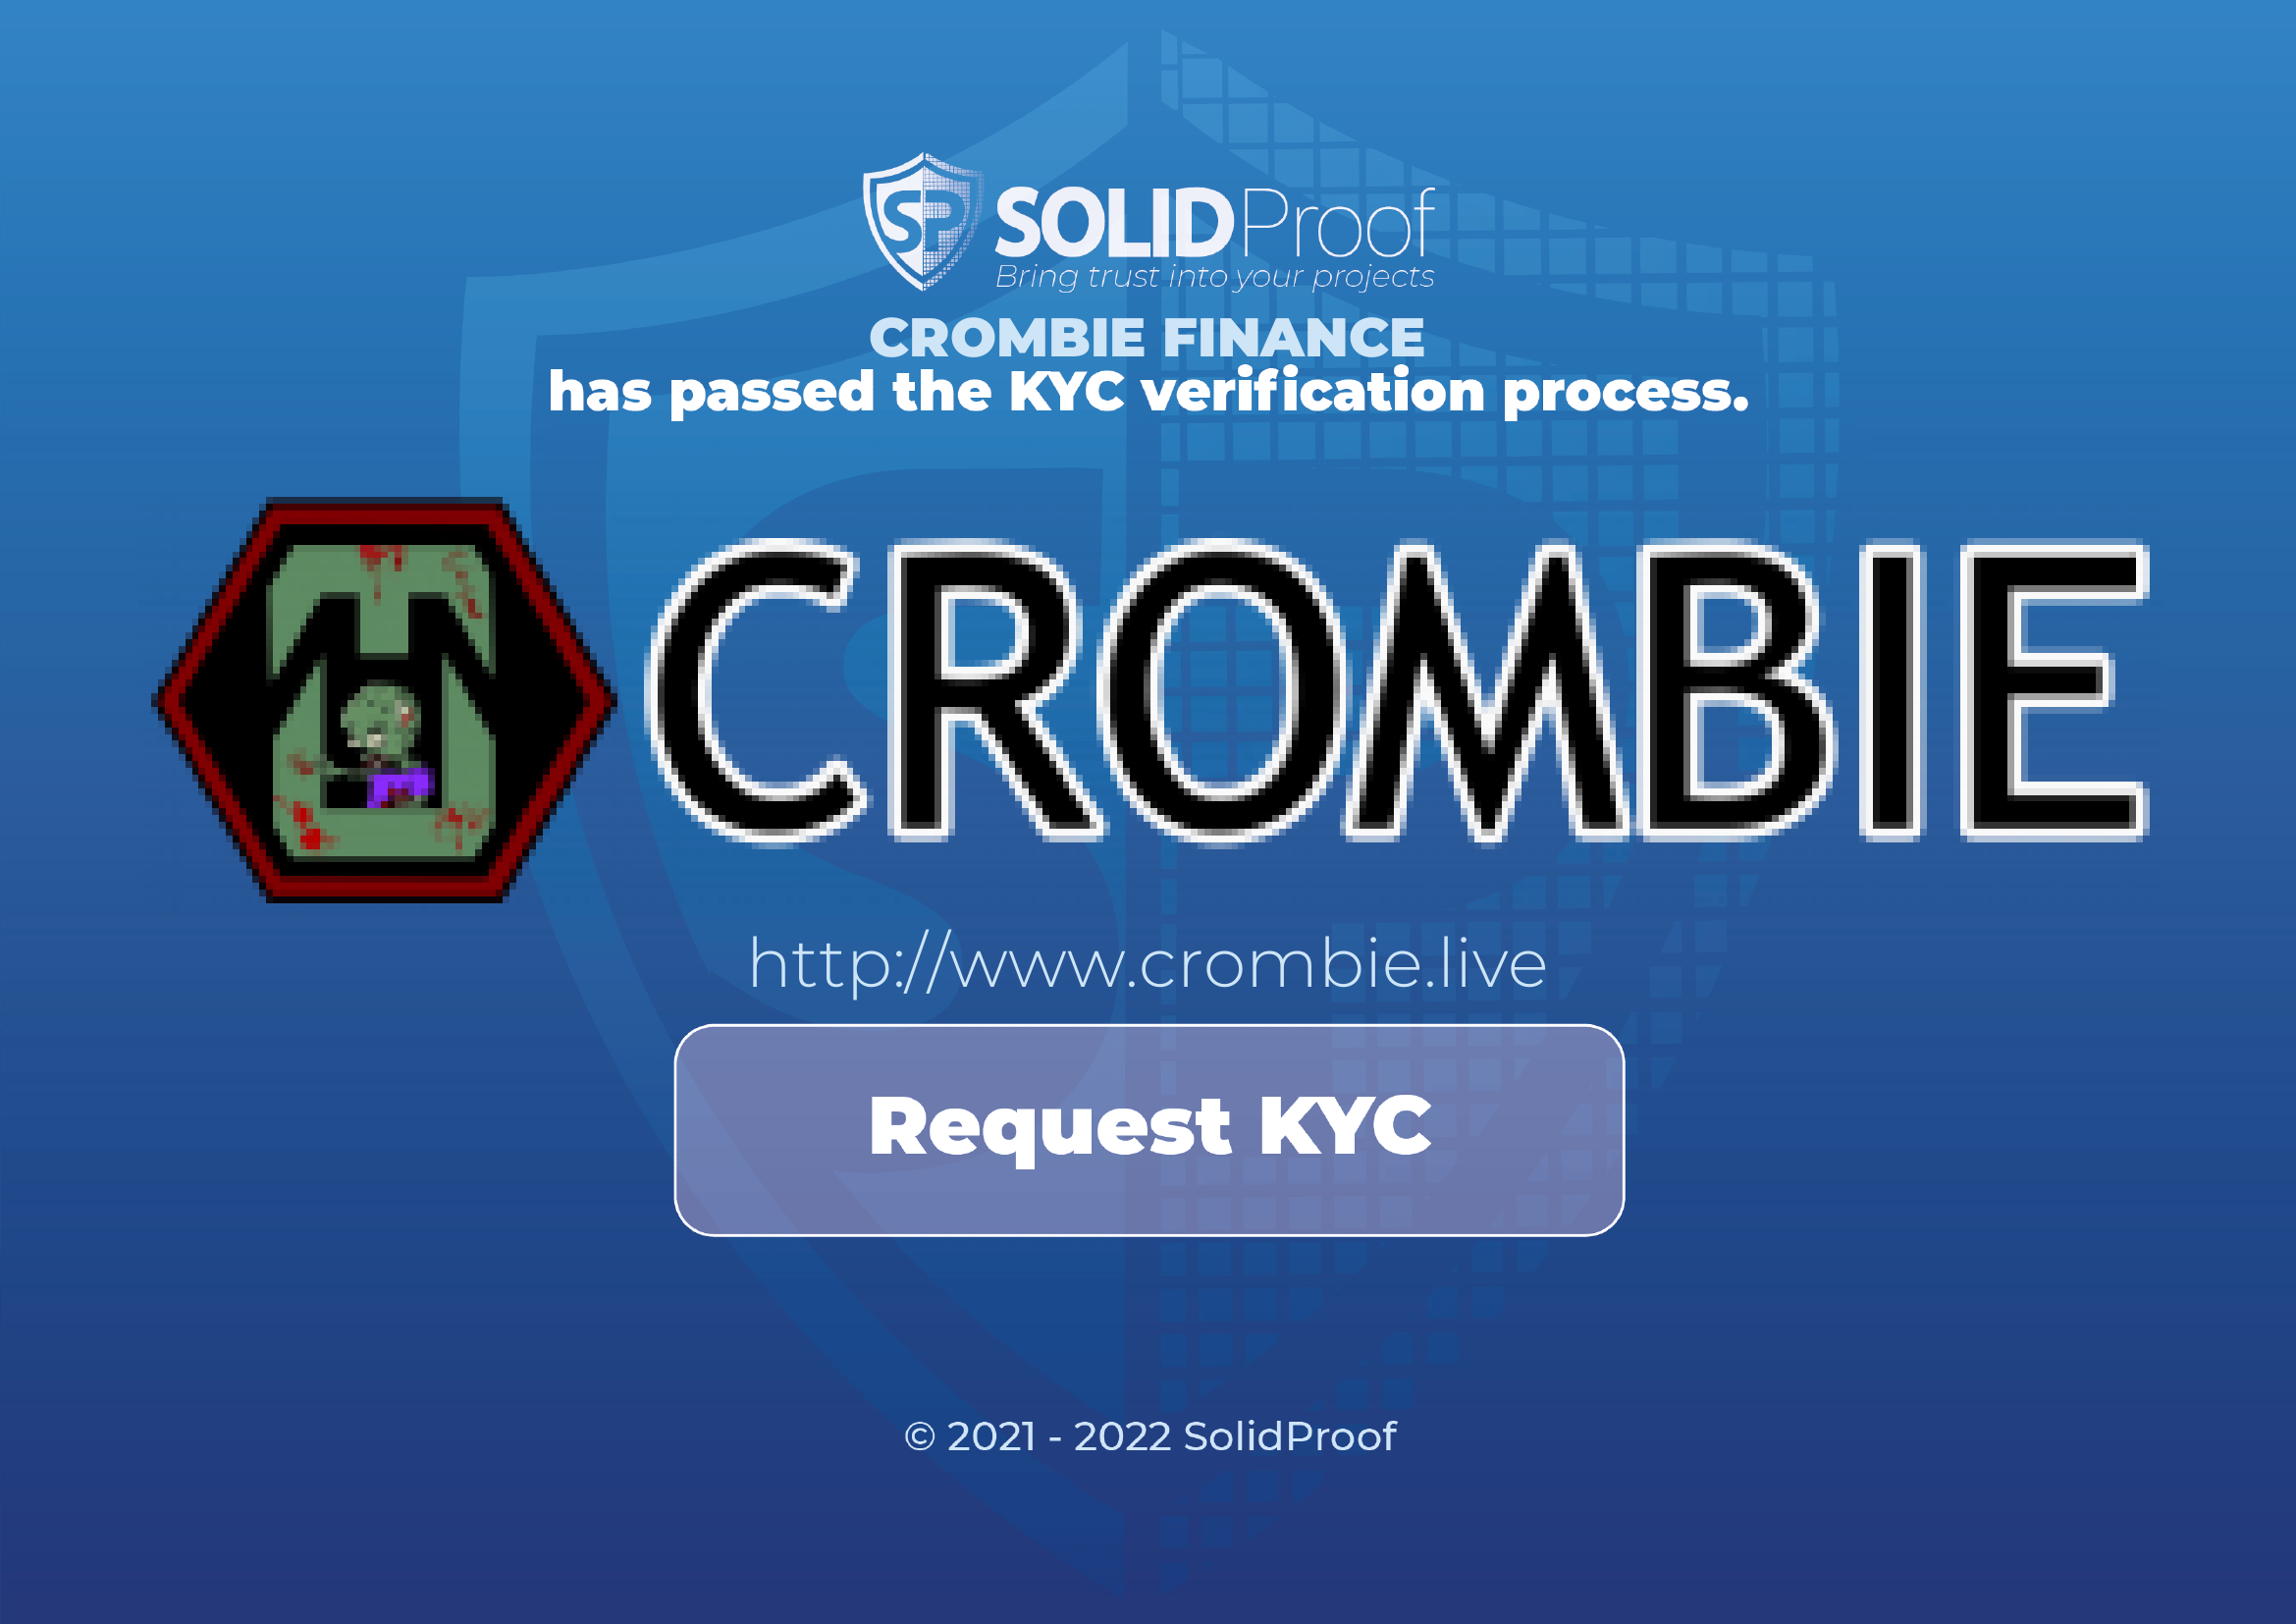 SP SOLIDProof
Bring trust into your projects
CROMBIE FINANCE
has passed the KYC verification process.
CROMBIE
http://www.crombie.live
Request KYC
© 2021 - 2022 SolidProof